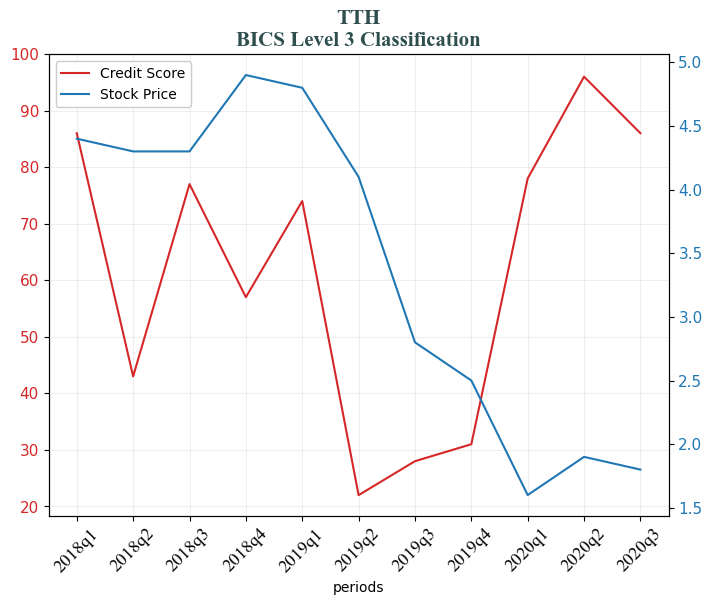 TTH
BICS Level 3 Classification
Credit Score
Stock Price
100
90
80
70
60
50
40
30
20
5.0
4.5
4.0
3.5
3.0
2.5
2.0
1.5
2018q1
2018q2
2018q3
2018q4
2019q1
2019q2
2019q3
2019q4
2020q1
2020q2
2020q3
periods